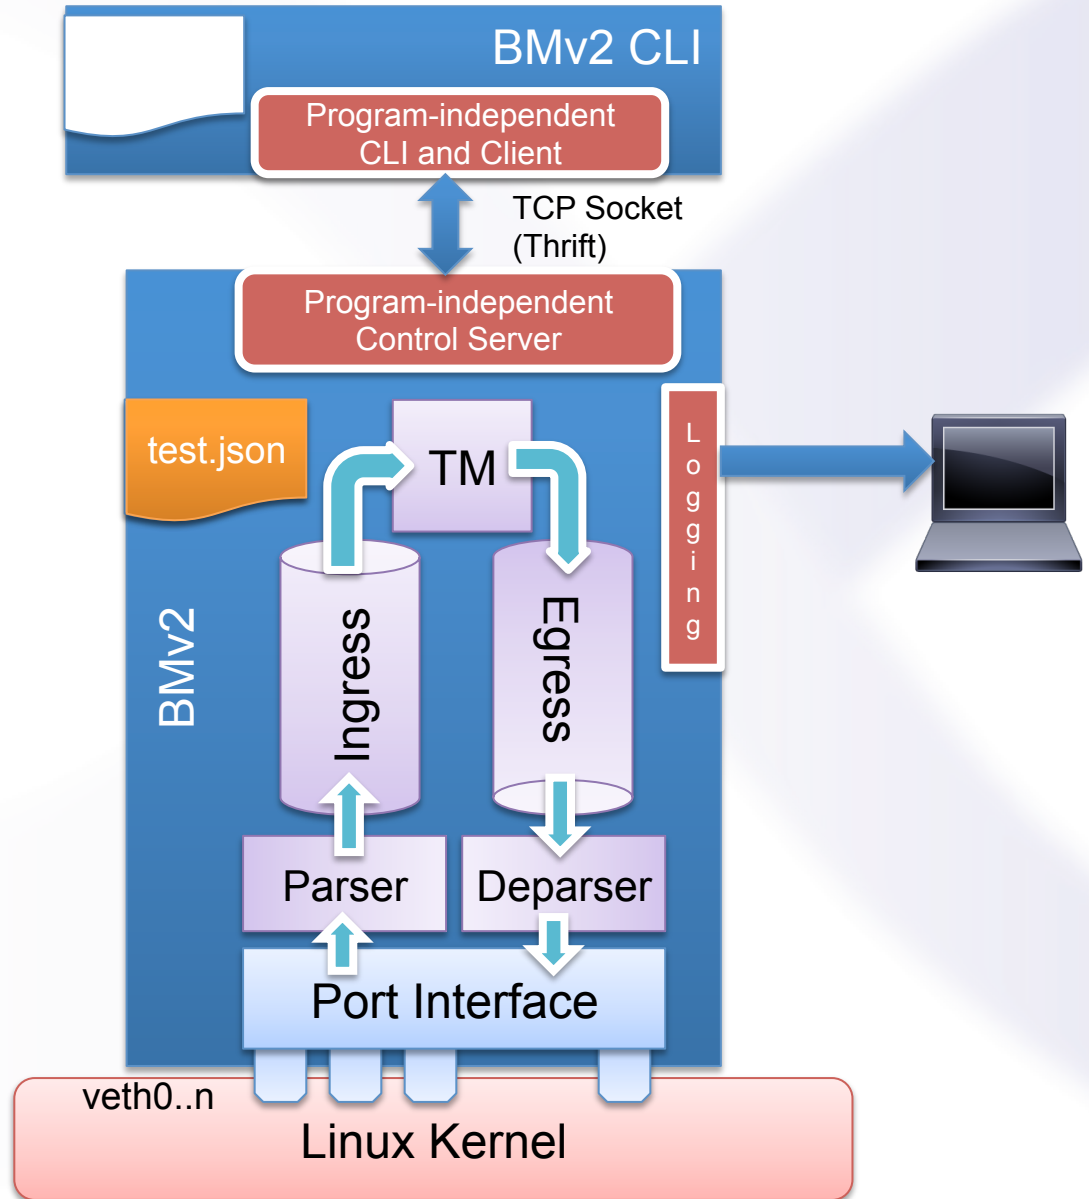 BMv2 CLI
Program-independent
CLI and Client
TCP Socket
(Thrift)
Program-independent
Control Server
test.json
TM
Logging
BMv2
Ingress
Egress
Parser
Deparser
Port Interface
veth0..n
Linux Kernel